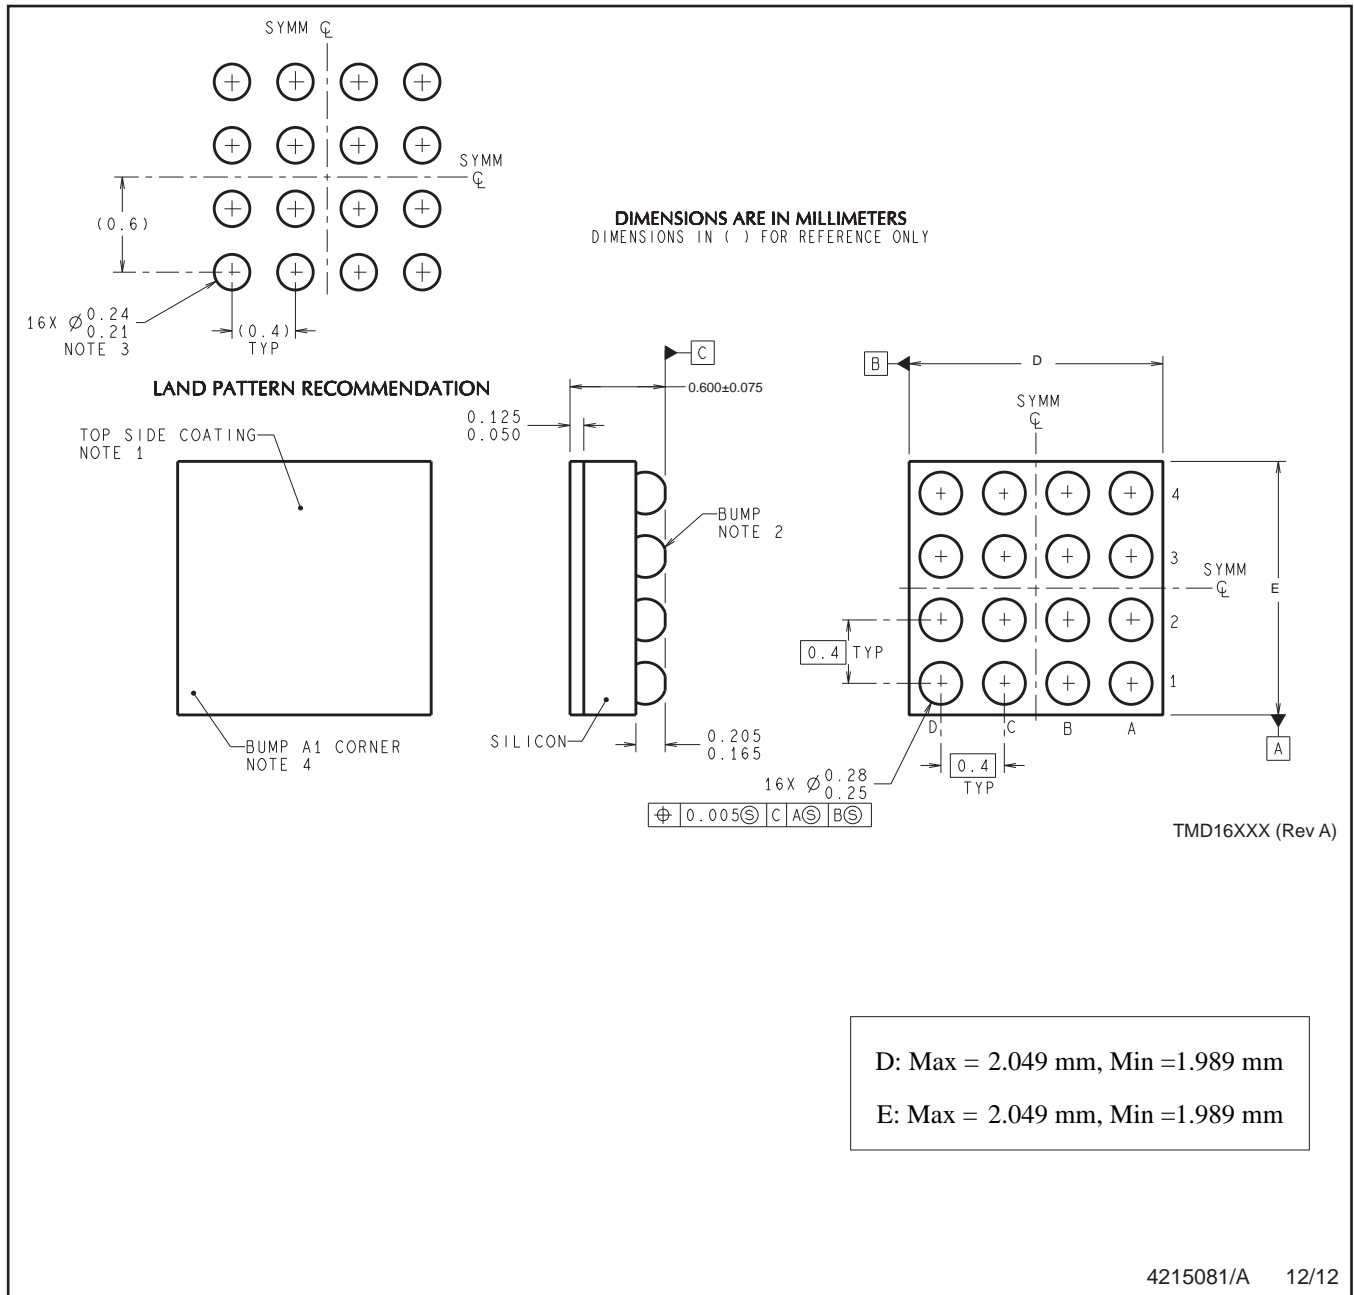 SYMM ℄
SYMM
℄
(0.6)
DIMENSIONS ARE IN MILLIMETERS
DIMENSIONS IN ( ) FOR REFERENCE ONLY
16X ⌀ 0.24
0.21
NOTE 3
(0.4)
TYP
LAND PATTERN RECOMMENDATION
C
0.600±0.075
0.125
0.050
B
D
SYMM
℄
TOP SIDE COATING
NOTE 1
BUMP
NOTE 2
4
3
2
1
SYMM
℄
E
0.4 TYP
BUMP A1 CORNER
NOTE 4
SILICON
0.205
0.165
D C B A
A
0.4
TYP
16X ⌀ 0.28
0.25
⌖ 0.005Ⓢ C AⓈ BⓈ
TMD16XXX (Rev A)
D: Max = 2.049 mm, Min =1.989 mm
E: Max = 2.049 mm, Min =1.989 mm
4215081/A 12/12